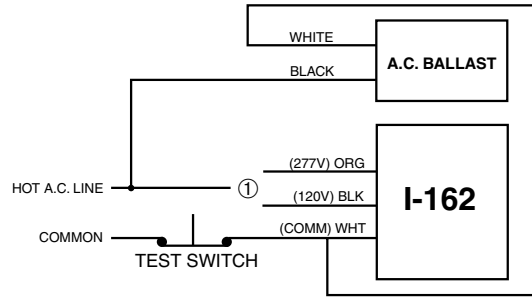 WHITE
A.C. BALLAST
BLACK
(277V) ORG
HOT A.C. LINE
①
(120V) BLK
I-162
COMMON
(COMM) WHT
TEST SWITCH